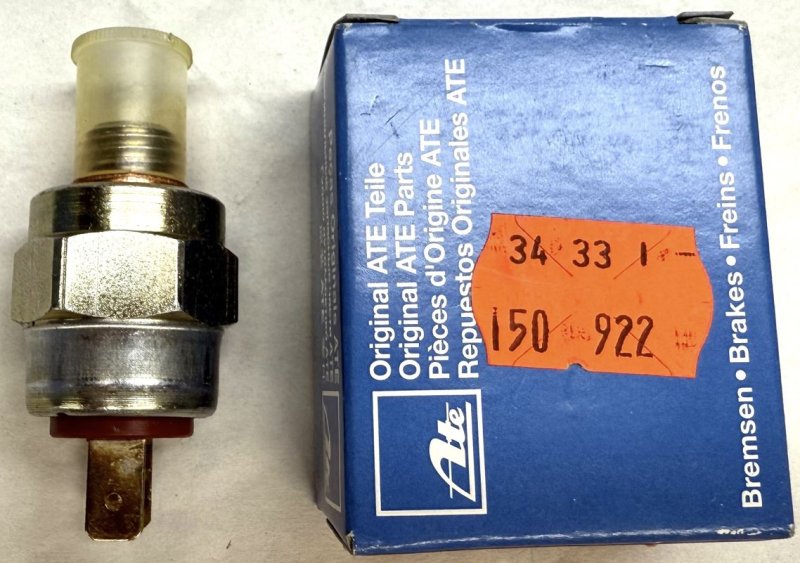 Original ATE Teile
Original ATE Parts
Pièces d'Origine ATE
Repuestos Originales ATE
34 33 1 -
150 922
Ate
Bremsen • Brakes • Freins • Frenos